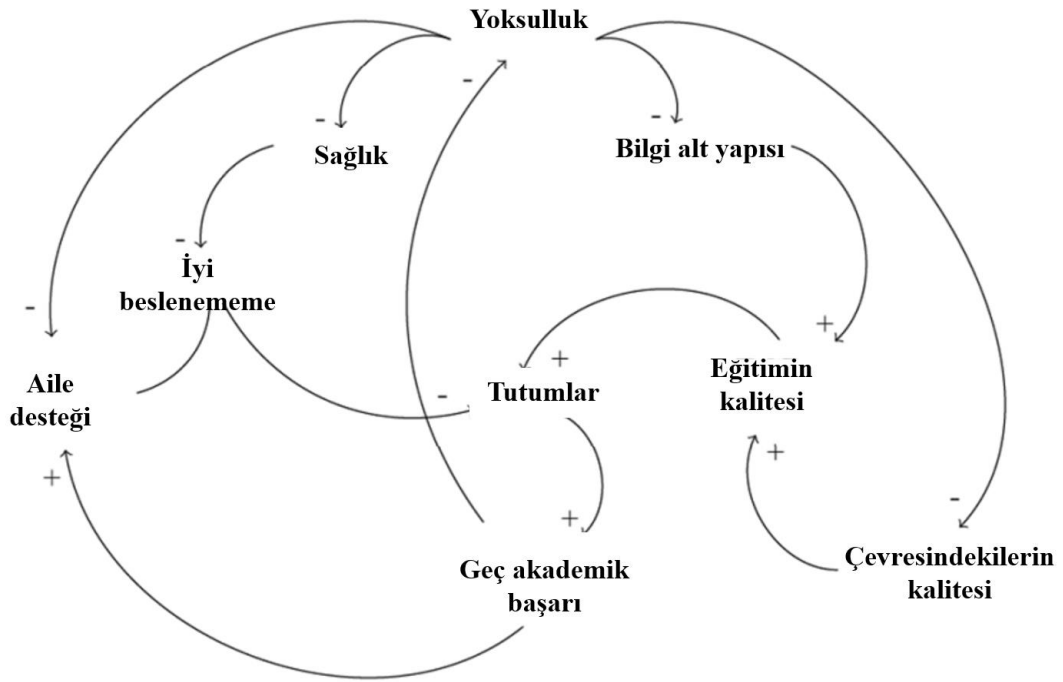 Yoksulluk
-
-
-
Sağlık
Bilgi alt yapısı
-
İyi
beslenememe
-
+
+
Aile
desteği
-
Tutumlar
Eğitimin
kalitesi
+
+
+
-
Geç akademik
başarı
Çevresindekilerin
kalitesi